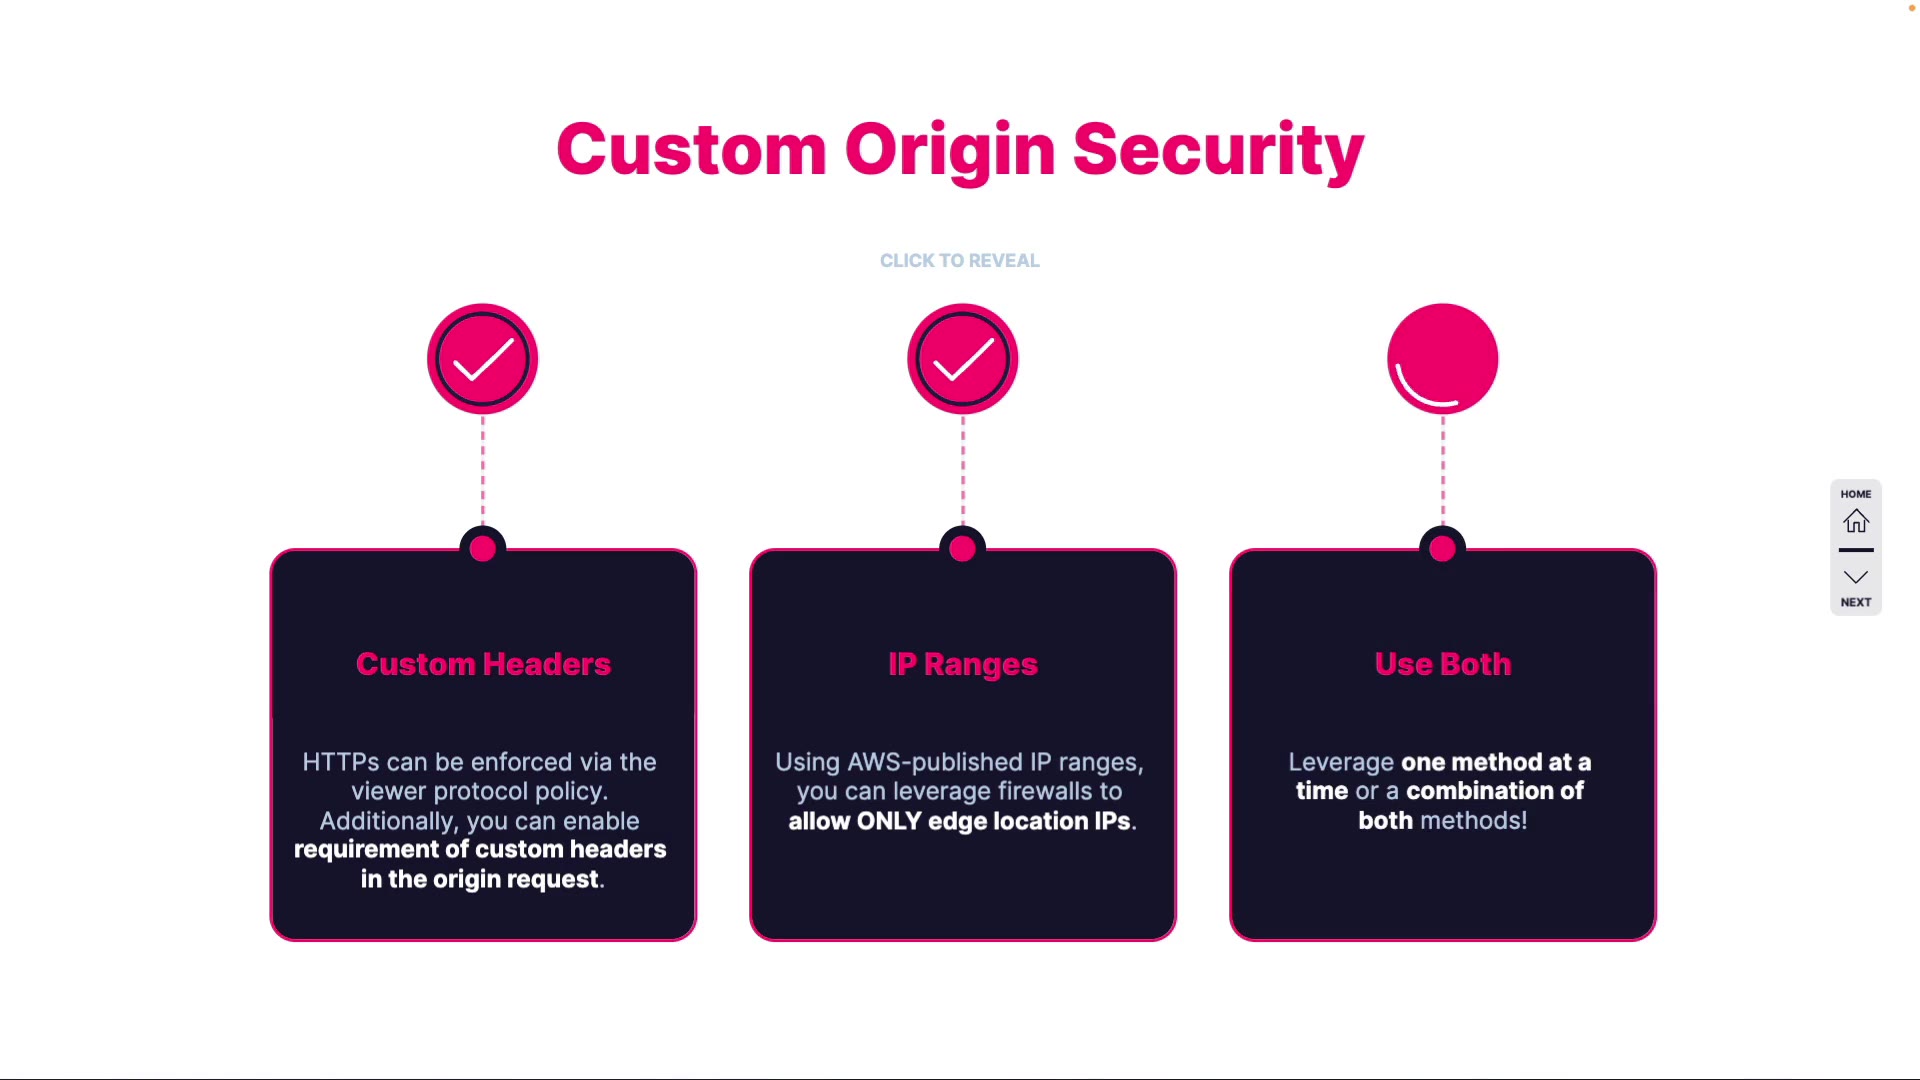 Custom Origin Security
CLICK TO REVEAL
Custom Headers
HTTPs can be enforced via the
viewer protocol policy.
Additionally, you can enable
requirement of custom headers
in the origin request.
IP Ranges
Using AWS-published IP ranges,
you can leverage firewalls to
allow ONLY edge location IPs.
Use Both
Leverage one method at a
time or a combination of
both methods!
HOME
NEXT